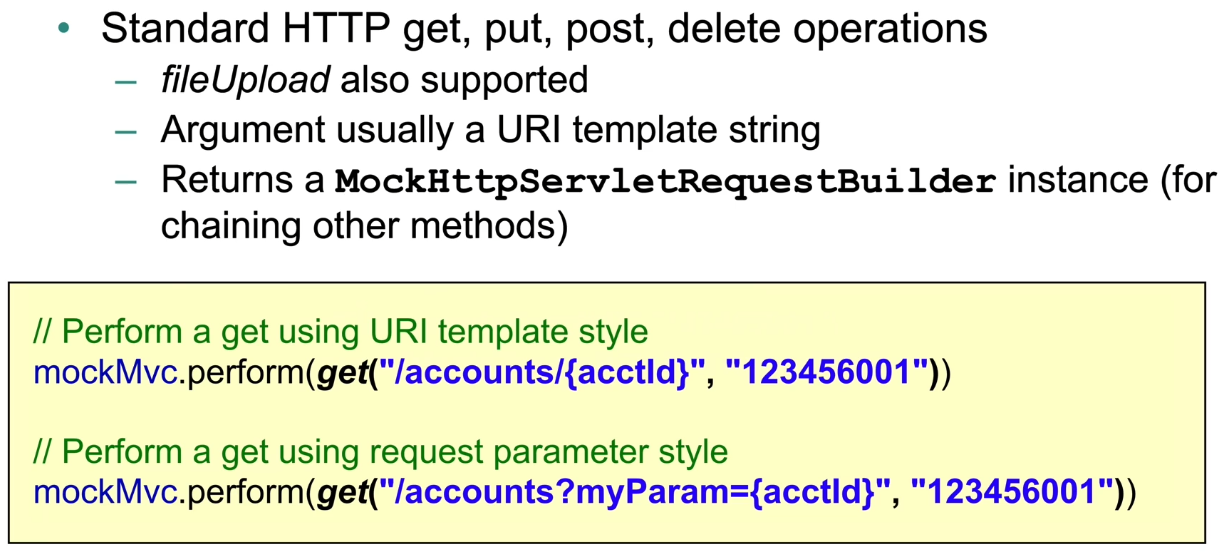 • Standard HTTP get, put, post, delete operations
– fileUpload also supported
– Argument usually a URI template string
– Returns a MockHttpServletRequestBuilder instance (for
chaining other methods)
// Perform a get using URI template style
mockMvc.perform(get("/accounts/{acctId}", "123456001"))
// Perform a get using request parameter style
mockMvc.perform(get("/accounts?myParam={acctId}", "123456001"))